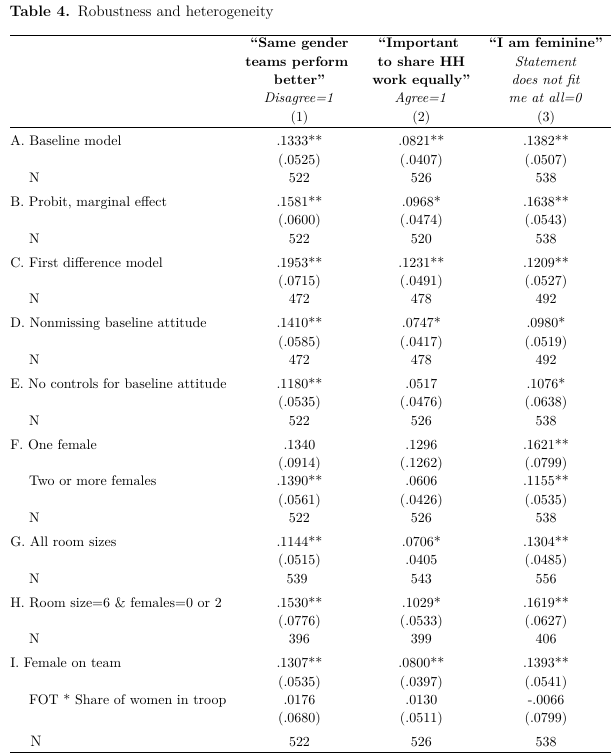 Table 4. Robustness and heterogeneity
“Same gender “Important “I am feminine”
teams perform to share HH Statement
better” work equally” does not fit
Disagree=1 Agree=1 me at all=0
(1) (2) (3)
A. Baseline model .1333** .0821** .1382**
(.0525) (.0407) (.0507)
N 522 526 538
B. Probit, marginal effect .1581** .0968* .1638**
(.0600) (.0474) (.0543)
N 522 520 538
C. First difference model .1953** .1231** .1209**
(.0715) (.0491) (.0527)
N 472 478 492
D. Nonmissing baseline attitude .1410** .0747* .0980*
(.0585) (.0417) (.0519)
N 472 478 492
E. No controls for baseline attitude .1180** .0517 .1076*
(.0535) (.0476) (.0638)
N 522 526 538
F. One female .1340 .1296 .1621**
(.0914) (.1262) (.0799)
Two or more females .1390** .0606 .1155**
(.0561) (.0426) (.0535)
N 522 526 538
G. All room sizes .1144** .0706* .1304**
(.0515) .0405 (.0485)
N 539 543 556
H. Room size=6 & females=0 or 2 .1530** .1029* .1619**
(.0776) (.0533) (.0627)
N 396 399 406
I. Female on team .1307** .0800** .1393**
(.0535) (.0397) (.0541)
FOT * Share of women in troop .0176 .0130 -.0066
(.0680) (.0511) (.0799)
N 522 526 538